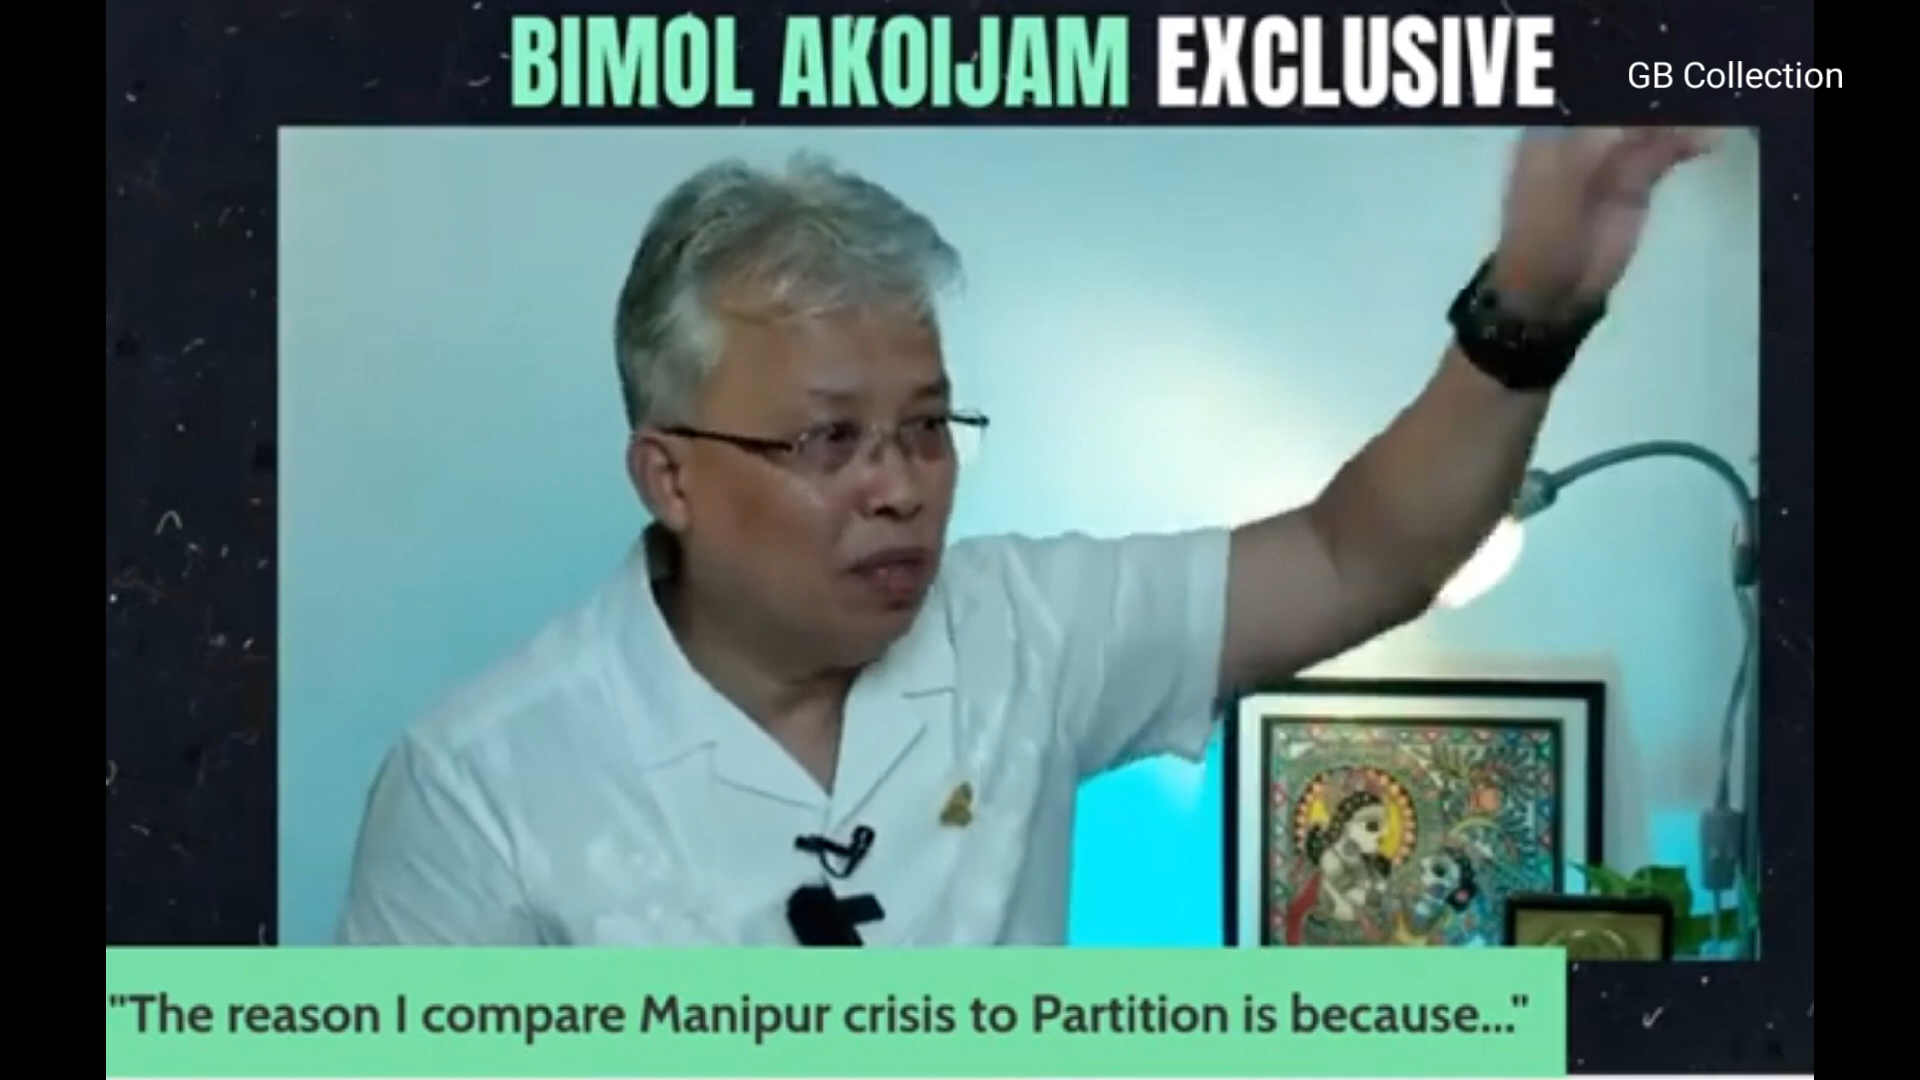 BIMOL AKOIJAM EXCLUSIVE
GB Collection
"The reason I compare Manipur crisis to Partition is because..."